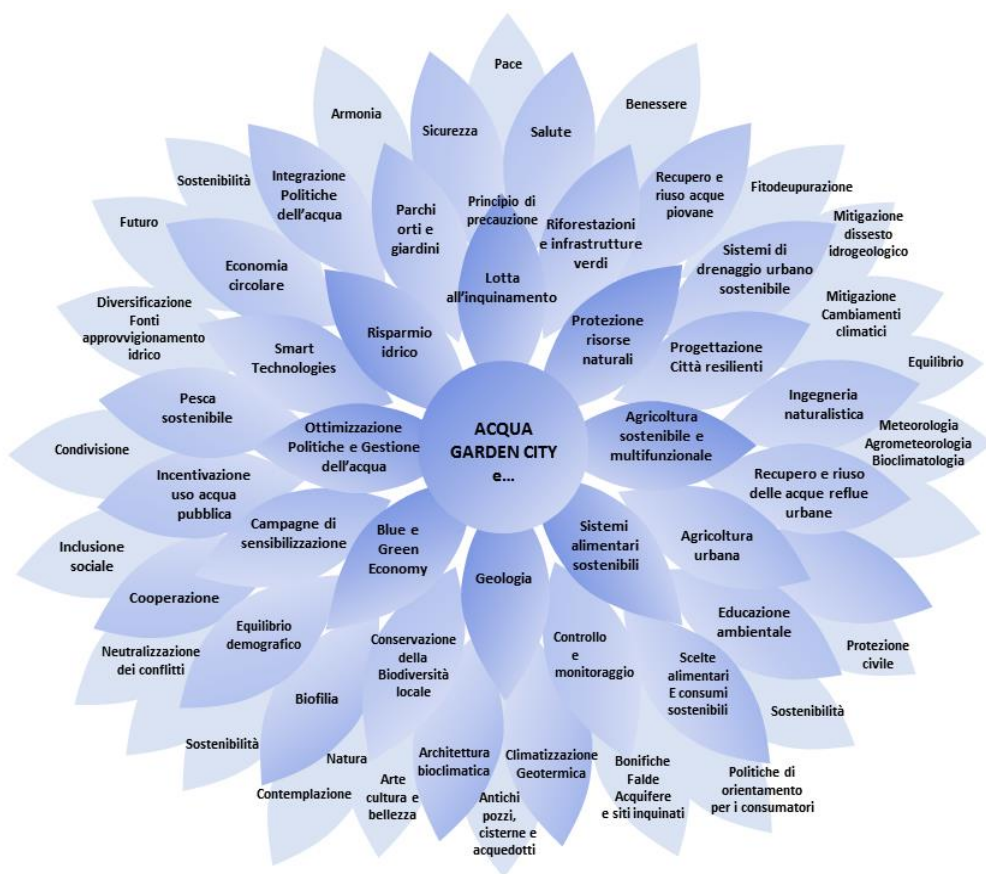 Pace
Armonia
Benessere
Sicurezza
Salute
Sostenibilità
Integrazione
Politiche
dell'acqua
Recupero e
riuso acque
piovane
Fitodeupurazione
Principio di
precauzione
Parchi
orti e
giardini
Riforestazioni
e infrastrutture
verdi
Futuro
Mitigazione
dissesto
idrogeologico
Economia
circolare
Sistemi di
drenaggio urbano
sostenibile
Lotta
all'inquinamento
Diversificazione
Fonti
approvvigionamento
idrico
Mitigazione
Cambiamenti
climatici
Risparmio
idrico
Protezione
risorse
naturali
Smart
Technologies
Progettazione
Città resilienti
Equilibrio
Pesca
sostenibile
Ingegneria
naturalistica
Ottimizzazione
Politiche e Gestione
dell'acqua
ACQUA
GARDEN CITY
e...
Agricoltura
sostenibile e
multifunzionale
Meteorologia
Agrometeorologia
Bioclimatologia
Condivisione
Incentivazione
uso acqua
pubblica
Recupero e riuso
delle acque reflue
urbane
Campagne di
sensibilizzazione
Blue e
Green
Economy
Sistemi
alimentari
sostenibili
Agricoltura
urbana
Inclusione
sociale
Geologia
Cooperazione
Equilibrio
demografico
Educazione
ambientale
Neutralizzazione
dei conflitti
Conservazione
della
Biodiversità
locale
Controllo
e
monitoraggio
Protezione
civile
Scelte
alimentari
E consumi
sostenibili
Biofilia
Sostenibilità
Sostenibilità
Natura
Architettura
bioclimatica
Climatizzazione
Geotermica
Bonifiche
Falde
Acquifere
e siti inquinati
Contemplazione
Arte
cultura e
bellezza
Politiche di
orientamento
per i consumatori
Antichi
pozzi,
cisterne e
acquedotti